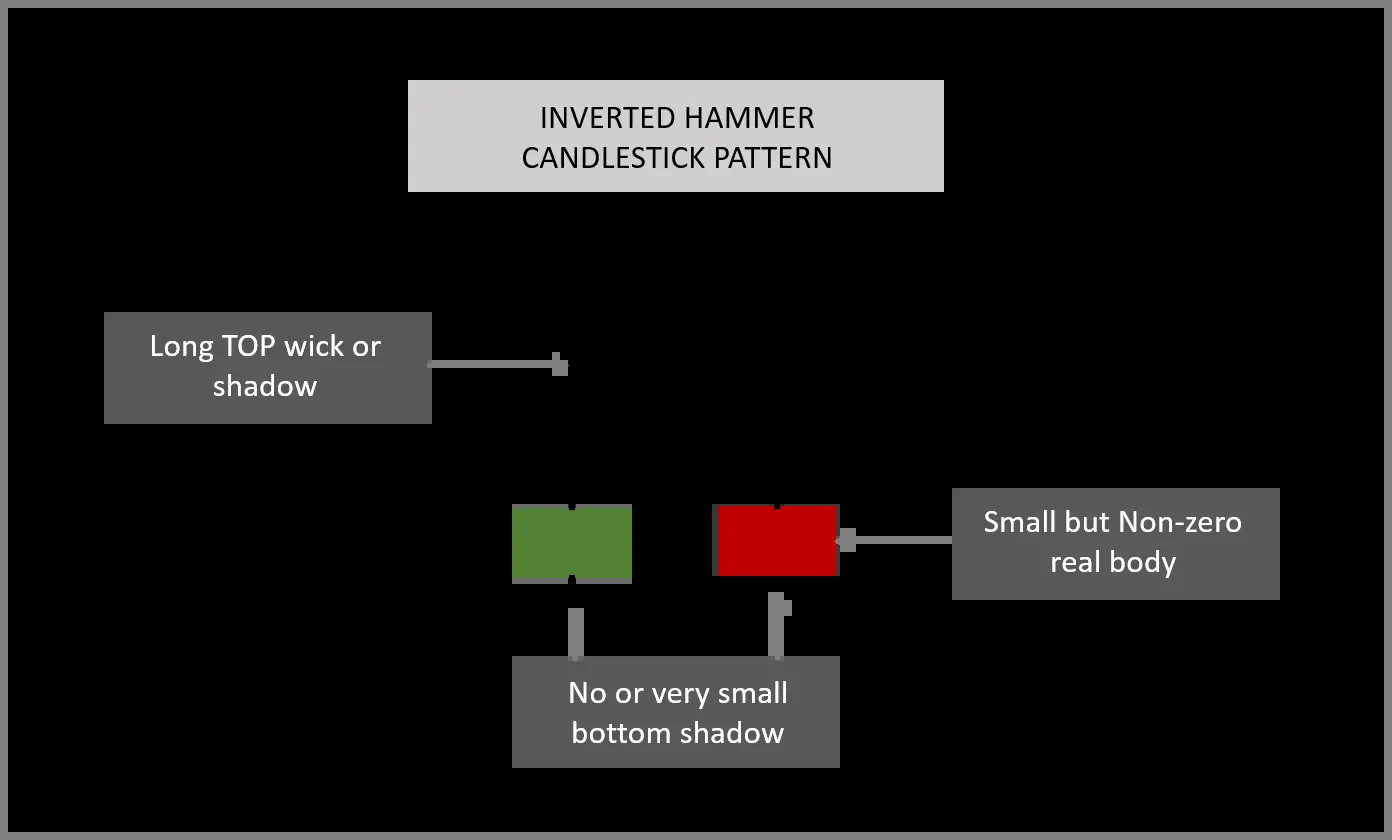 INVERTED HAMMER
CANDLESTICK PATTERN
Long TOP wick or
shadow
Small but Non-zero
real body
No or very small
bottom shadow